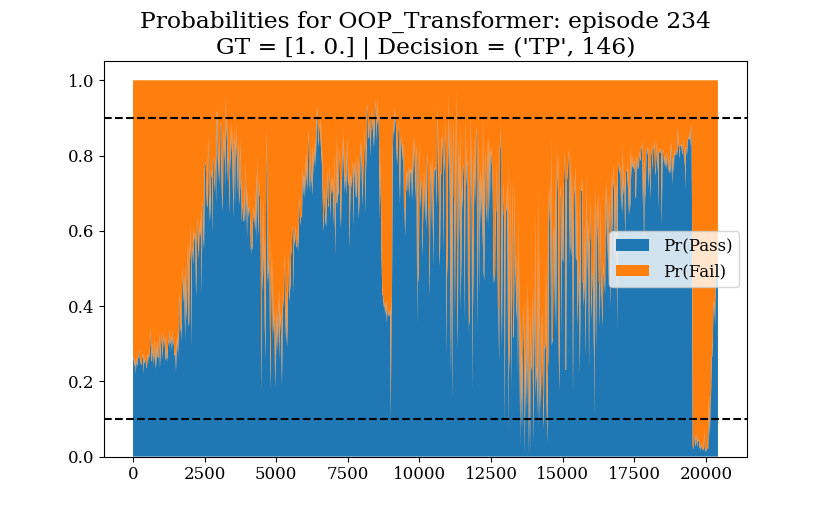 Probabilities for OOP_Transformer: episode 234
GT = [1. 0.] | Decision = ('TP', 146)
1.0
0.8
0.6
0.4
0.2
0.0
Pr(Pass)
Pr(Fail)
0 2500 5000 7500 10000 12500 15000 17500 20000